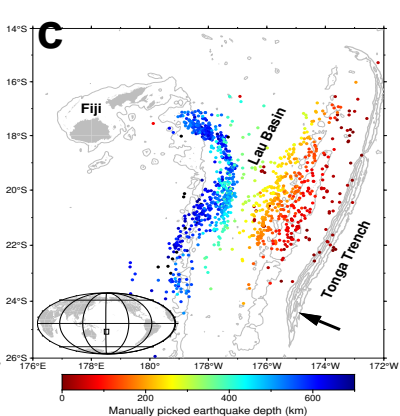 C
14°S
16°S
18°S
20°S
22°S
24°S
26°S
Fiji
Lau Basin
Tonga Trench
176°E
178°E
180°
178°W
176°W
174°W
172°W
0
200
400
600
Manually picked earthquake depth (km)